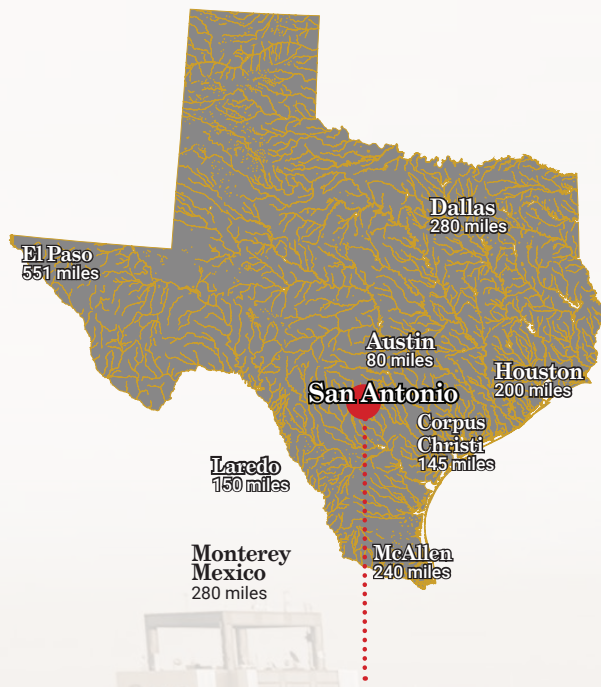 Dallas
280 miles
El Paso
551 miles
Austin
80 miles
Houston
200 miles
San Antonio
Corpus
Christi
145 miles
Laredo
150 miles
Monterey
Mexico
280 miles
McAllen
240 miles